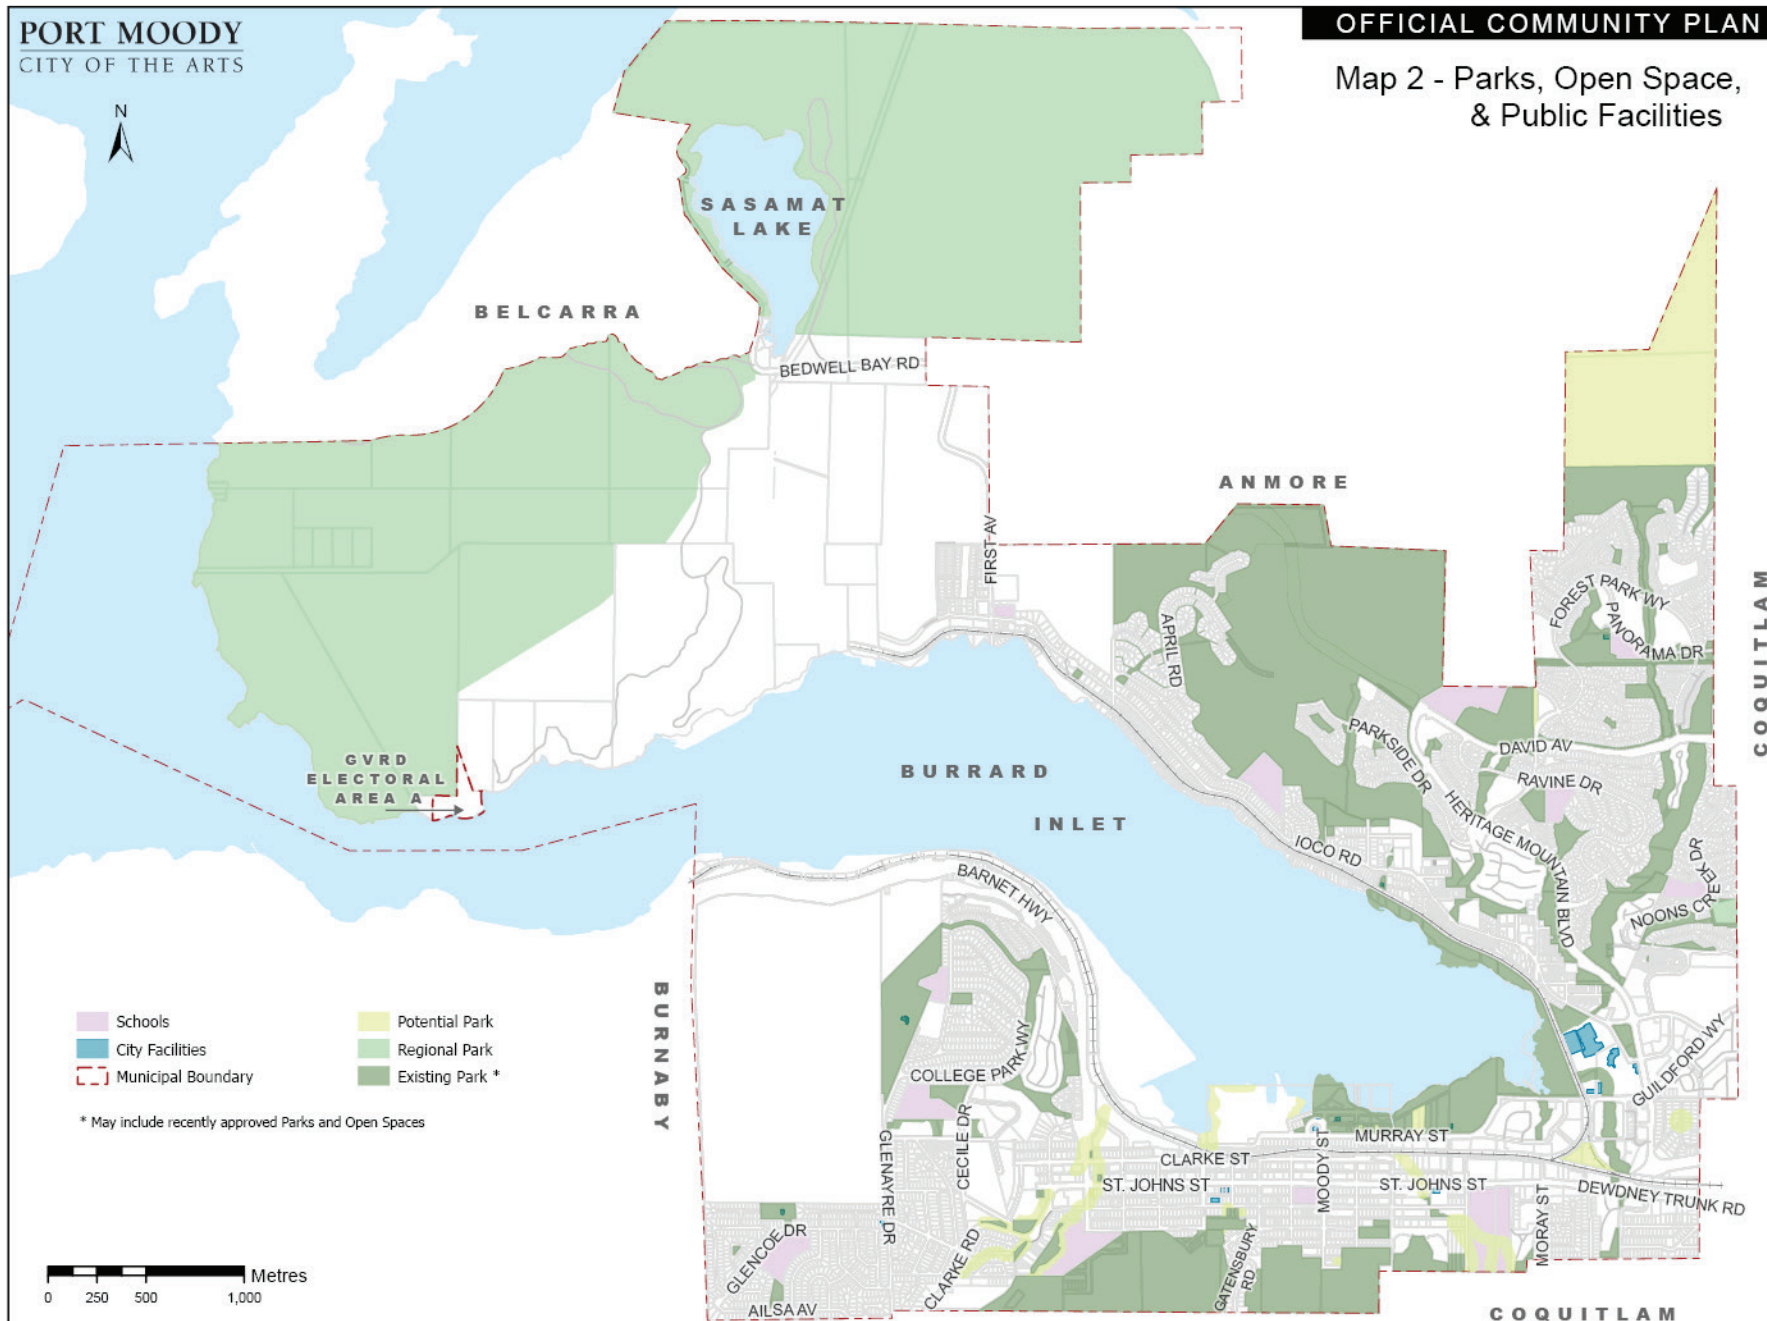 PORT MOODY
CITY OF THE ARTS
OFFICIAL COMMUNITY PLAN
Map 2 - Parks, Open Space,
& Public Facilities
N
SASAMAT
LAKE
BELCARRA
BEDWELL BAY RD
ANMORE
FIRST AV
FOREST PARK WY
PANORAMA DR
COQUITLAM
APRIL RD
PARKSIDE DR
DAVID AV
RAVINE DR
HERITAGE MOUNTAIN BLVD
GVRD
ELECTORAL
AREA A
BURRARD
INLET
IOCO RD
NOONS CREEK DR
BARNET HWY
BURNABY
COLLEGE PARK WY
GUILDFORD WY
CECILE DR
GLENAYRE DR
MURRAY ST
CLARKE ST
MOODY ST
ST. JOHNS ST
ST. JOHNS ST
MORAY ST
DEWDNEY TRUNK RD
GLENCOE DR
CLARKE RD
GATENSBURY
RD
AILSA AV
COQUITLAM
Schools
City Facilities
Municipal Boundary
Potential Park
Regional Park
Existing Park *
* May include recently approved Parks and Open Spaces
Metres
0 250 500 1,000